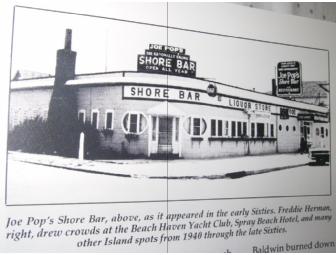 JOE POP'S
SHORE BAR
OPEN ALL YEAR
SHORE BAR
LIQUOR STORE
Joe Pop's
Shore Bar
Joe Pop's Shore Bar, above, as it appeared in the early Sixties. Freddie Herman,
right, drew crowds at the Beach Haven Yacht Club, Spray Beach Hotel, and many
other Island spots from 1940 through the late Sixties.
Baldwin burned down